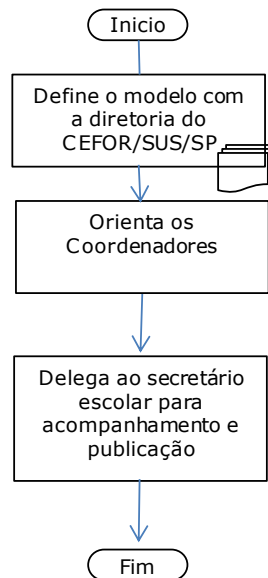 Inicio
Define o modelo com
a diretoria do
CEFOR/SUS/SP
Orienta os
Coordenadores
Delega ao secretário
escolar para
acompanhamento e
publicação
Fim